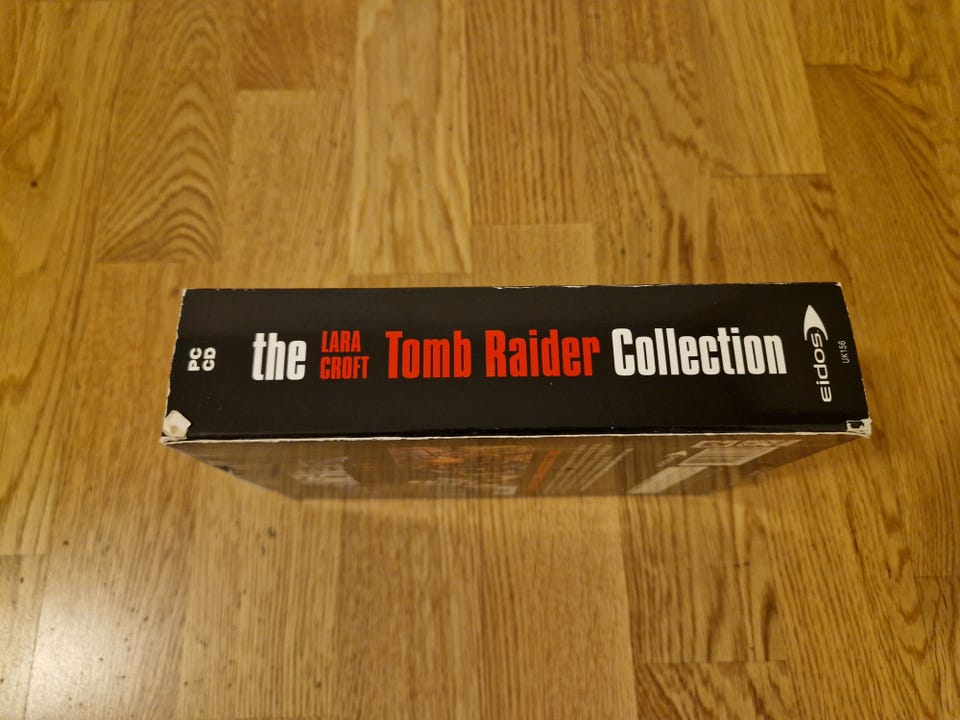 PC
CD
the LARA CROFT Tomb Raider Collection
eidos
UK156